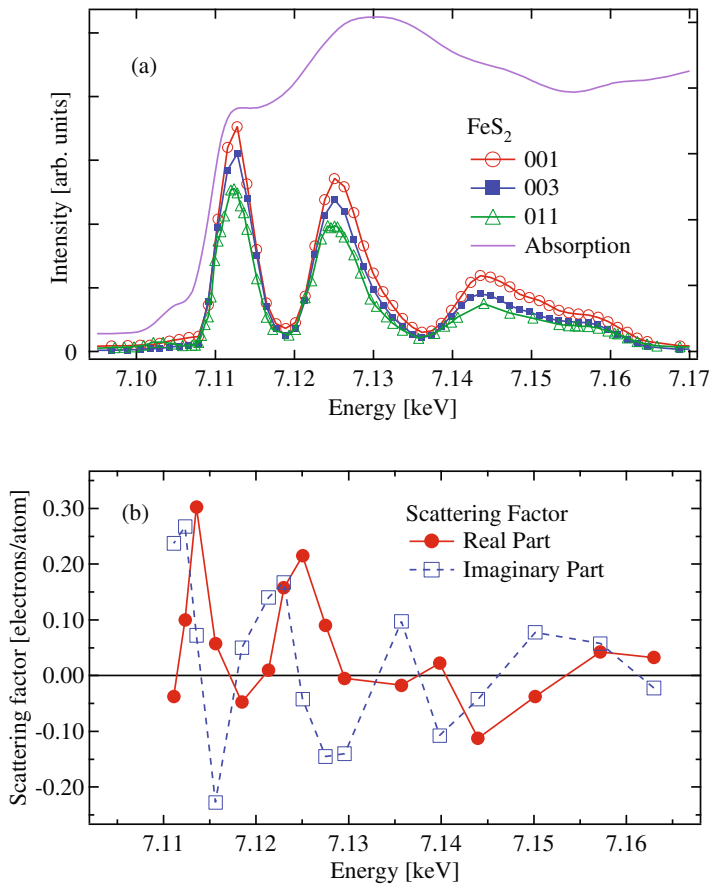 (a)
Intensity [arb. units]
0
FeS₂
001
003
011
Absorption
7.10 7.11 7.12 7.13 7.14 7.15 7.16 7.17
Energy [keV]
(b)
Scattering factor [electrons/atom]
0.30
0.20
0.10
0.00
-0.10
-0.20
Scattering Factor
Real Part
Imaginary Part
7.11 7.12 7.13 7.14 7.15 7.16
Energy [keV]